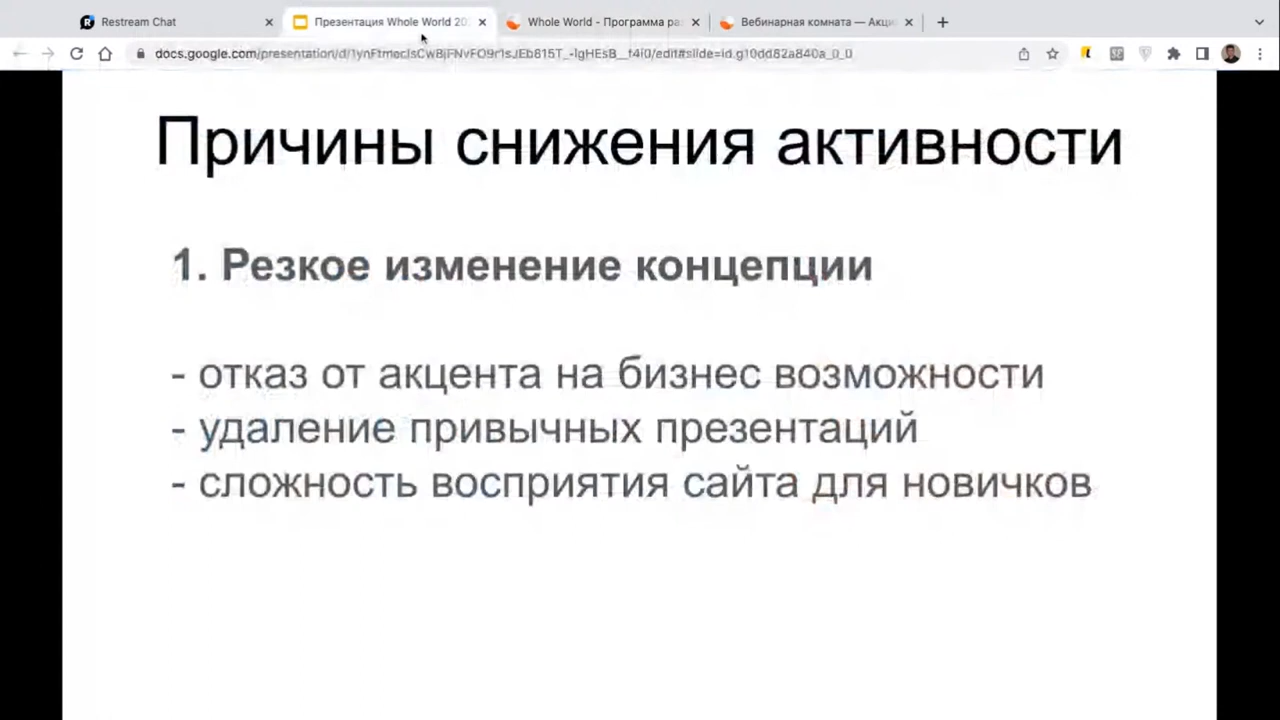 Restream Chat
Презентация Whole World 20
Whole World - Программа ра
Вебинарная комната — Акци
Причины снижения активности
1. Резкое изменение концепции
- отказ от акцента на бизнес возможности
- удаление привычных презентаций
- сложность восприятия сайта для новичков